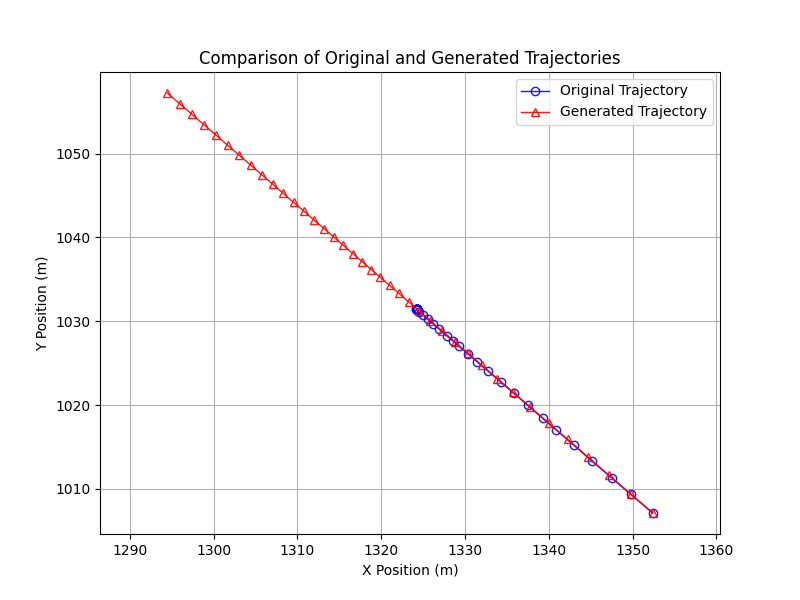 Comparison of Original and Generated Trajectories
Original Trajectory
Generated Trajectory
Y Position (m)
1050
1040
1030
1020
1010
1290 1300 1310 1320 1330 1340 1350 1360
X Position (m)